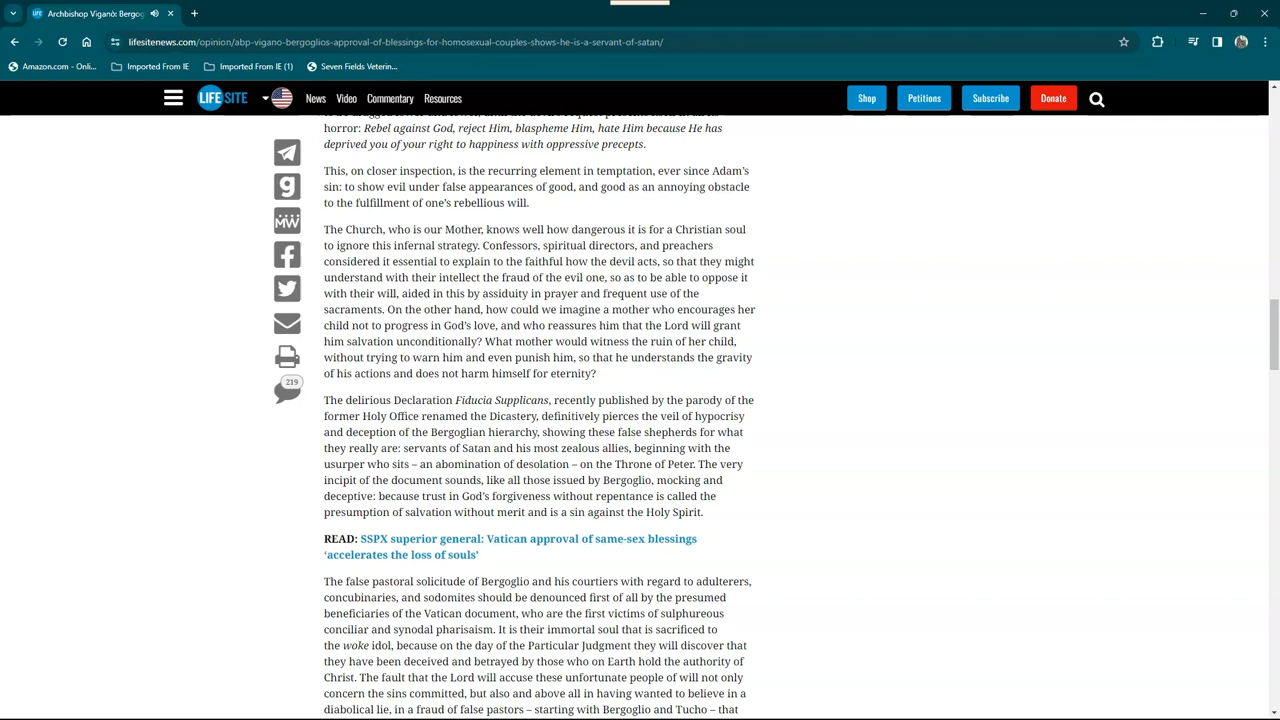 Archbishop Viganò: Bergog
lifesitenews.com/opinion/abp-vigano-bergoglios-approval-of-blessings-for-homosexual-couples-shows-he-is-a-servant-of-satan/
Amazon.com - Onli...
Imported From IE
Imported From IE (1)
Seven Fields Veterin...
LIFE SITE
News
Video
Commentary
Resources
Shop
Petitions
Subscribe
Donate
horror: Rebel against God, reject Him, blaspheme Him, hate Him because He has
deprived you of your right to happiness with oppressive precepts.
This, on closer inspection, is the recurring element in temptation, ever since Adam's
sin: to show evil under false appearances of good, and good as an annoying obstacle
to the fulfillment of one's rebellious will.
The Church, who is our Mother, knows well how dangerous it is for a Christian soul
to ignore this infernal strategy. Confessors, spiritual directors, and preachers
considered it essential to explain to the faithful how the devil acts, so that they might
understand with their intellect the fraud of the evil one, so as to be able to oppose it
with their will, aided in this by assiduity in prayer and frequent use of the
sacraments. On the other hand, how could we imagine a mother who encourages her
child not to progress in God's love, and who reassures him that the Lord will grant
him salvation unconditionally? What mother would witness the ruin of her child,
without trying to warn him and even punish him, so that he understands the gravity
of his actions and does not harm himself for eternity?
The delirious Declaration Fiducia Supplicans, recently published by the parody of the
former Holy Office renamed the Dicastery, definitively pierces the veil of hypocrisy
and deception of the Bergoglian hierarchy, showing these false shepherds for what
they really are: servants of Satan and his most zealous allies, beginning with the
usurper who sits – an abomination of desolation – on the Throne of Peter. The very
incipit of the document sounds, like all those issued by Bergoglio, mocking and
deceptive: because trust in God's forgiveness without repentance is called the
presumption of salvation without merit and is a sin against the Holy Spirit.
READ: SSPX superior general: Vatican approval of same-sex blessings
'accelerates the loss of souls'
The false pastoral solicitude of Bergoglio and his courtiers with regard to adulterers,
concubinaries, and sodomites should be denounced first of all by the presumed
beneficiaries of the Vatican document, who are the first victims of sulphureous
conciliar and synodal pharisaism. It is their immortal soul that is sacrificed to
the woke idol, because on the day of the Particular Judgment they will discover that
they have been deceived and betrayed by those who on Earth hold the authority of
Christ. The fault that the Lord will accuse these unfortunate people of will not only
concern the sins committed, but also and above all in having wanted to believe in a
diabolical lie, in a fraud of false pastors – starting with Bergoglio and Tucho – that
MW
219